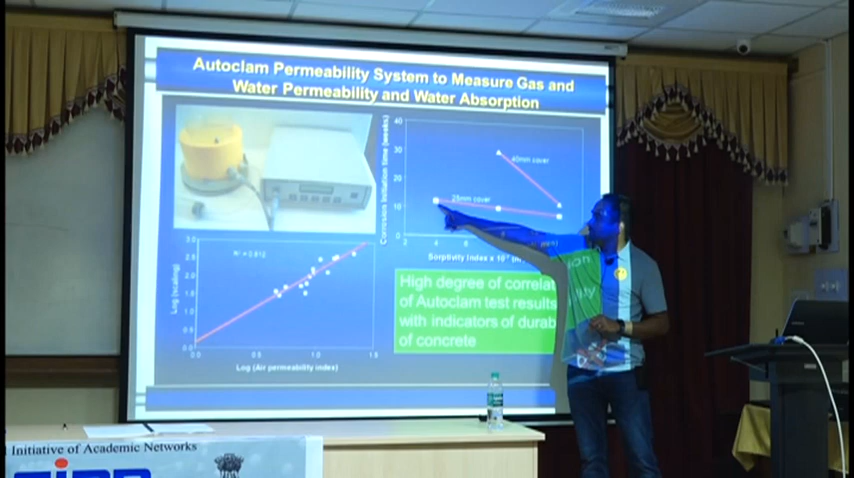 Autoclam Permeability System to Measure Gas and
Water Permeability and Water Absorption
Corrosion Initiation time (weeks)
40
30
20
10
0
2
4
40mm cover
25mm cover
Sorptivity index x 10
Log (scaling)
3.0
2.5
2.0
1.5
1.0
0.5
0.0
0.0
0.5
1.0
1.5
Log (Air permeability index)
High degree of correlat
of Autoclam test results
with indicators of durab
of concrete
Initiative of Academic Networks